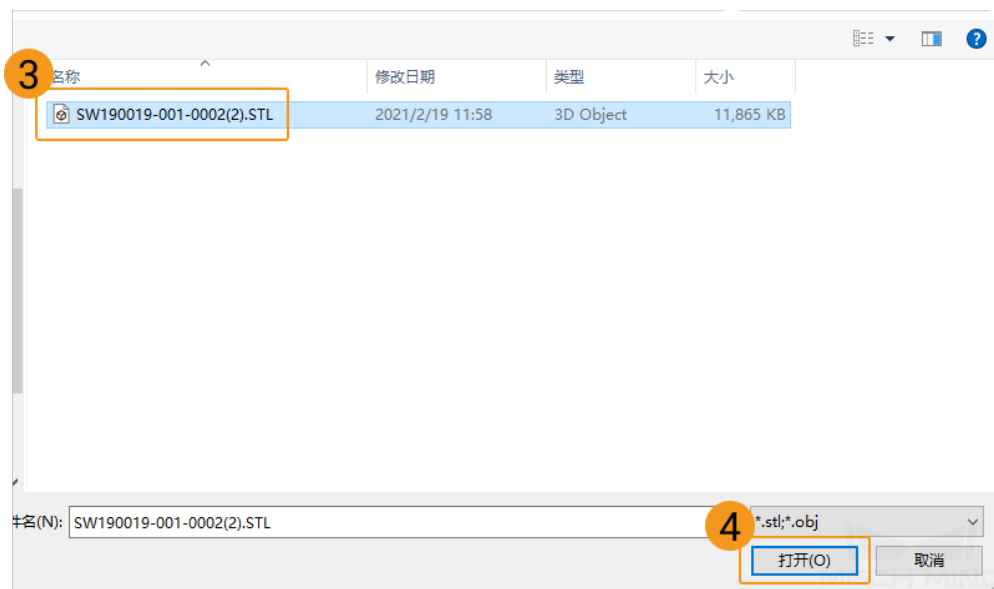 ?
3
名称 修改日期 类型 大小
SW190019-001-0002(2).STL 2021/2/19 11:58 3D Object 11,865 KB
件名(N): SW190019-001-0002(2).STL
4
*.stl;*.obj
打开(O) 取消
MECH MIND